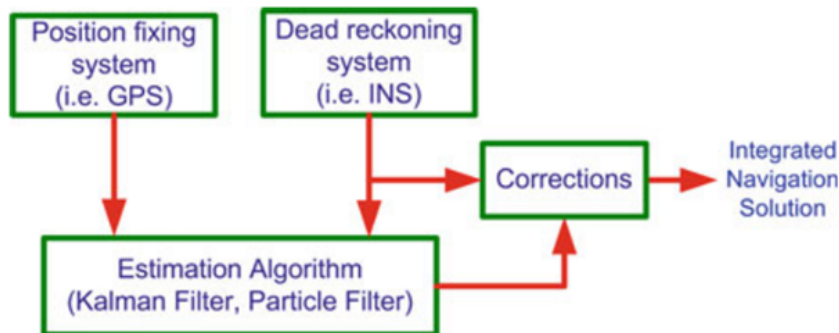 Position fixing
system
(i.e. GPS)
Dead reckoning
system
(i.e. INS)
Corrections
Integrated
Navigation
Solution
Estimation Algorithm
(Kalman Filter, Particle Filter)